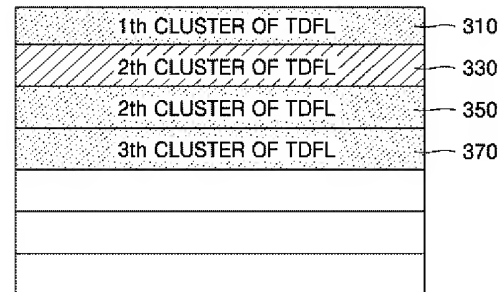 1th CLUSTER OF TDFL 310
2th CLUSTER OF TDFL 330
2th CLUSTER OF TDFL 350
3th CLUSTER OF TDFL 370